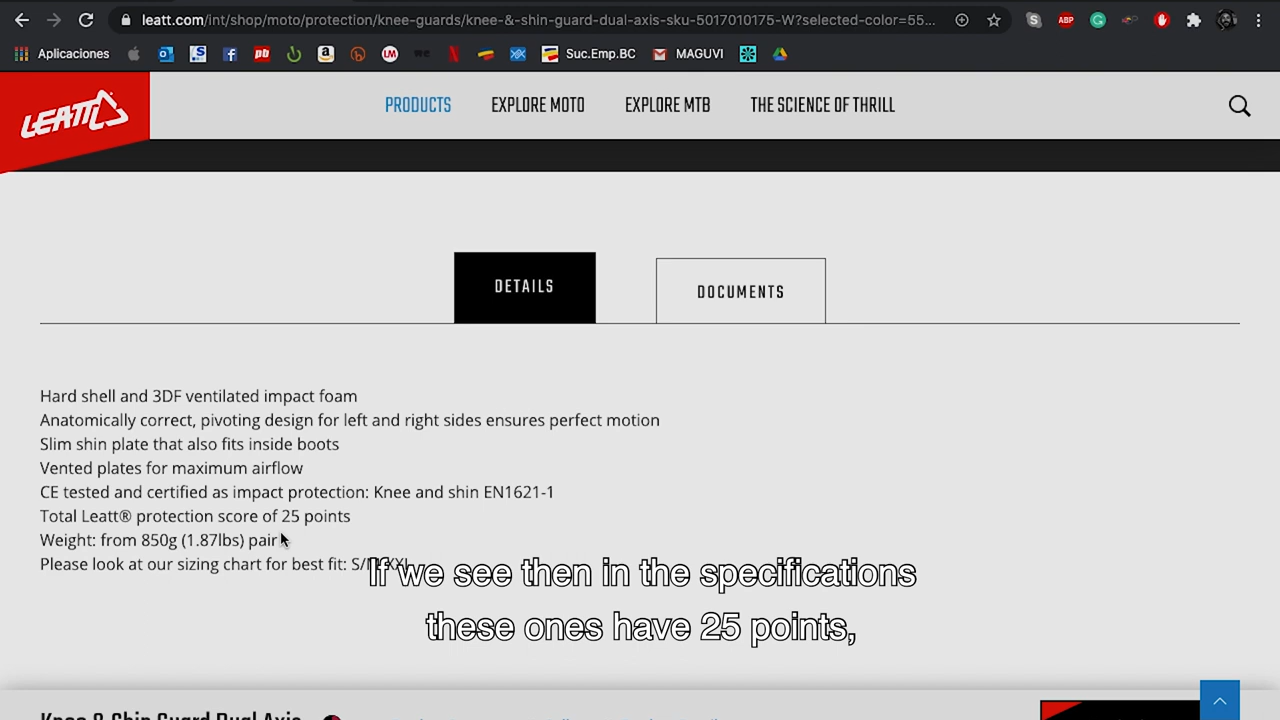 leatt.com/int/shop/moto/protection/knee-guards/knee-&-shin-guard-dual-axis-sku-5017010175-W?selected-color=55...
ABP
Aplicaciones
pb
LM
Suc.Emp.BC
MAGUVI
LEATT
PRODUCTS
EXPLORE MOTO
EXPLORE MTB
THE SCIENCE OF THRILL
DETAILS
DOCUMENTS
Hard shell and 3DF ventilated impact foam
Anatomically correct, pivoting design for left and right sides ensures perfect motion
Slim shin plate that also fits inside boots
Vented plates for maximum airflow
CE tested and certified as impact protection: Knee and shin EN1621-1
Total Leatt® protection score of 25 points
Weight: from 850g (1.87lbs) pair
Please look at our sizing chart for best fit:
If we see then in the specifications
these ones have 25 points,
Knee & Shin Guard Dual Axis